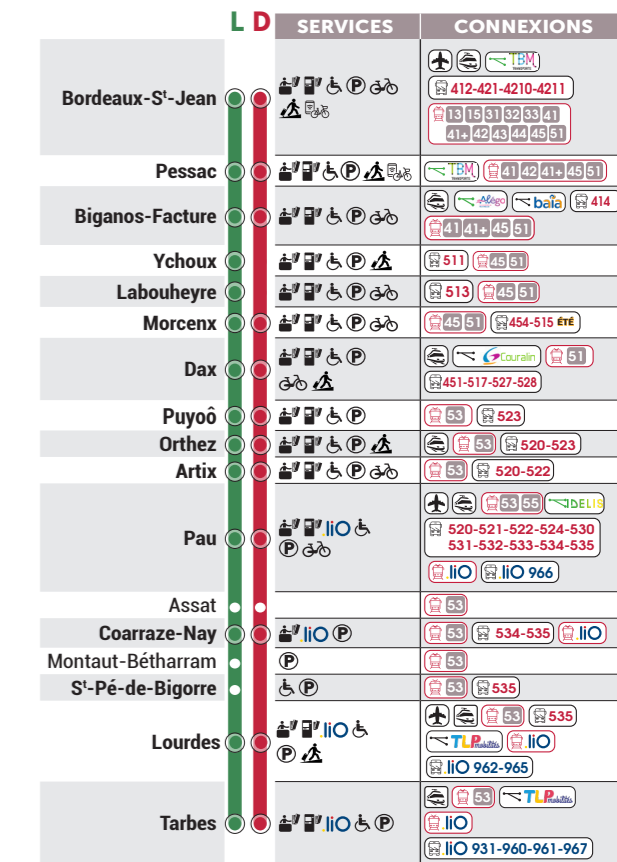 L D SERVICES CONNEXIONS
Bordeaux-Sᵗ-Jean P TBM
412-421-4210-4211
13 15 31 32 33 41
41+ 42 43 44 45 51
Pessac P TBM 41 42 41+ 45 51
Biganos-Facture P Alégo baïa 414
41 41+ 45 51
Ychoux P 511 45 51
Labouheyre P 513 45 51
Morcenx P 45 51 454-515 ÉTÉ
Dax P Couralin 51
451-517-527-528
Puyoô P 53 523
Orthez P 53 520-523
Artix P 53 520-522
Pau liO P 53 55 IDELIS
520-521-522-524-530
531-532-533-534-535
liO liO 966
Assat 53
Coarraze-Nay liO P 53 534-535 liO
Montaut-Bétharram P 53
Sᵗ-Pé-de-Bigorre P 53 535
Lourdes liO P 53 535
TLP mobilités liO
liO 962-965
Tarbes liO P 53 TLP mobilités
liO
liO 931-960-961-967